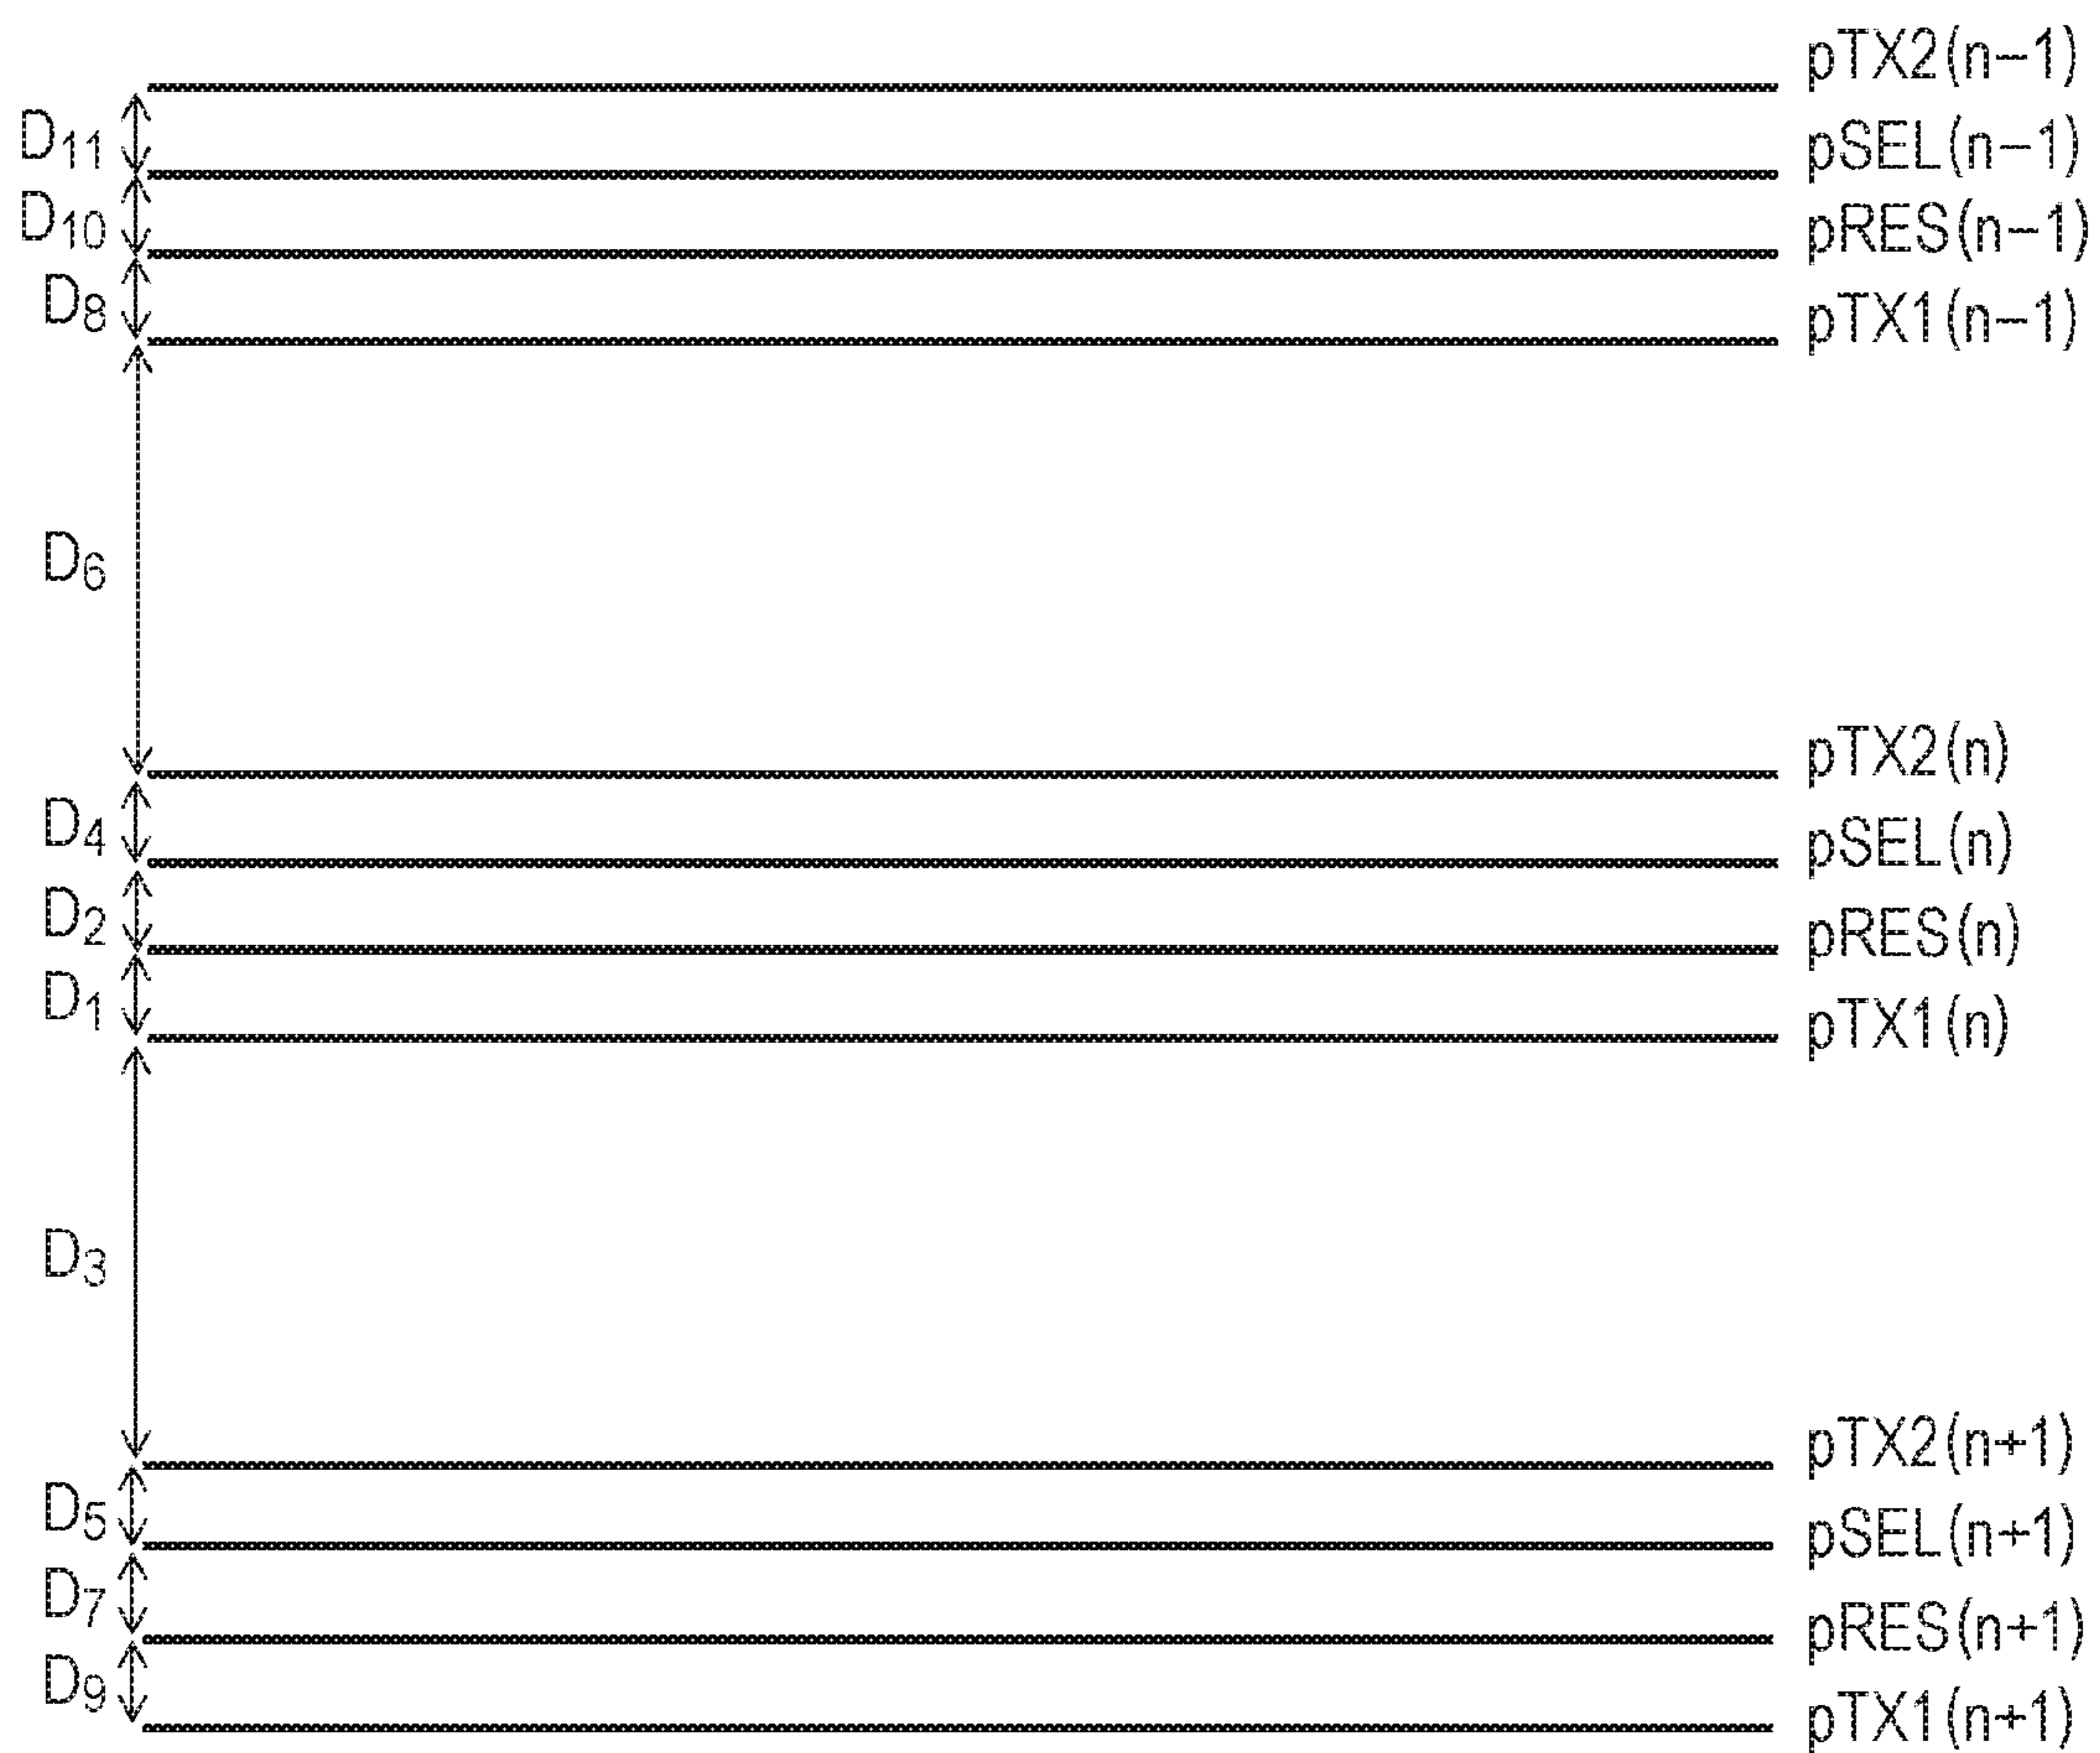 pTX2(n−1)
D11
pSEL(n−1)
D10
pRES(n−1)
D8
pTX1(n−1)
D6
pTX2(n)
D4
pSEL(n)
D2
pRES(n)
D1
pTX1(n)
D3
pTX2(n+1)
D5
pSEL(n+1)
D7
pRES(n+1)
D9
pTX1(n+1)